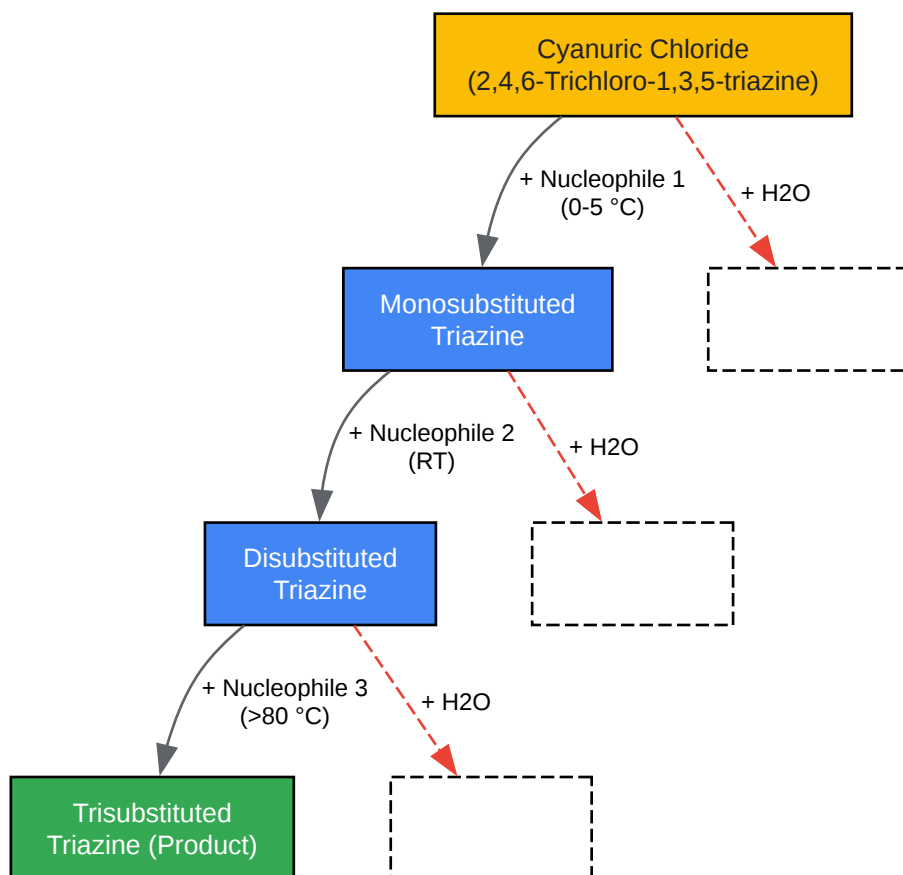 Cyanuric Chloride
(2,4,6-Trichloro-1,3,5-triazine)
+ Nucleophile 1
(0-5 °C)
+ H2O
Monosubstituted
Triazine
+ Nucleophile 2
(RT)
+ H2O
Disubstituted
Triazine
+ Nucleophile 3
(>80 °C)
+ H2O
Trisubstituted
Triazine (Product)